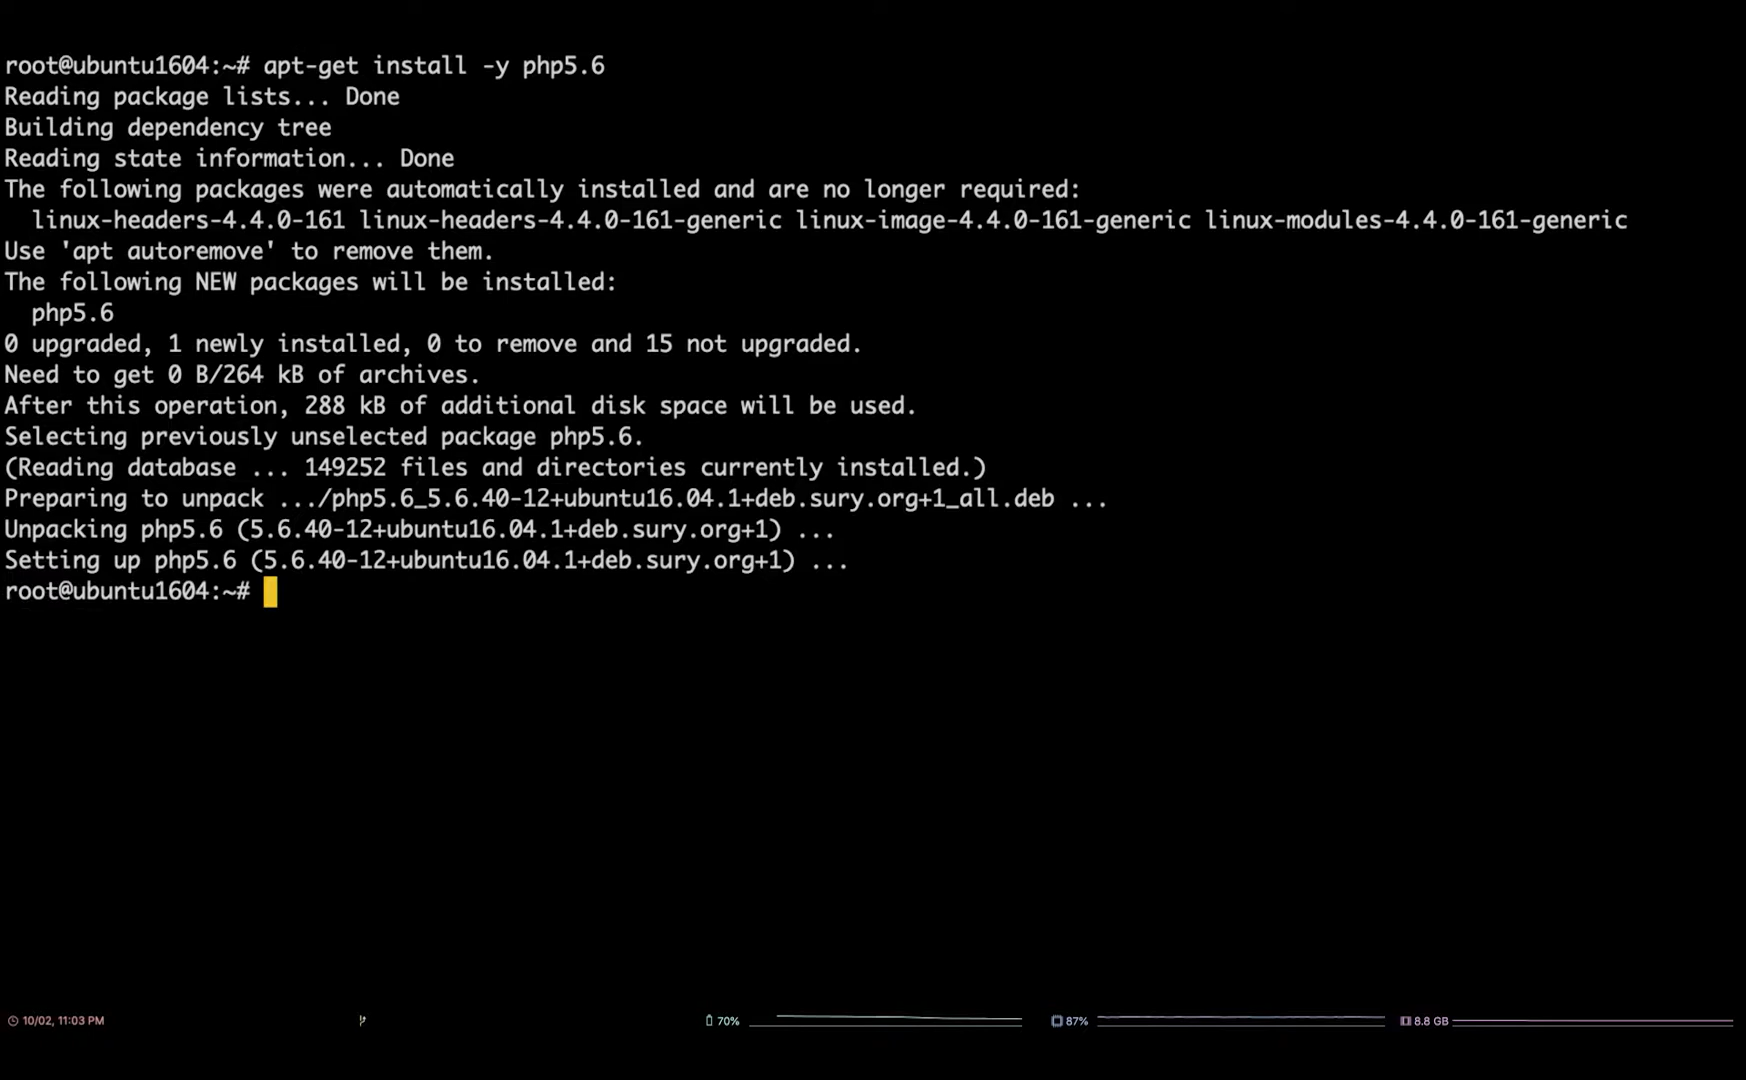 root@ubuntu1604:~# apt-get install -y php5.6
Reading package lists... Done
Building dependency tree
Reading state information... Done
The following packages were automatically installed and are no longer required:
  linux-headers-4.4.0-161 linux-headers-4.4.0-161-generic linux-image-4.4.0-161-generic linux-modules-4.4.0-161-generic
Use 'apt autoremove' to remove them.
The following NEW packages will be installed:
  php5.6
0 upgraded, 1 newly installed, 0 to remove and 15 not upgraded.
Need to get 0 B/264 kB of archives.
After this operation, 288 kB of additional disk space will be used.
Selecting previously unselected package php5.6.
(Reading database ... 149252 files and directories currently installed.)
Preparing to unpack .../php5.6_5.6.40-12+ubuntu16.04.1+deb.sury.org+1_all.deb ...
Unpacking php5.6 (5.6.40-12+ubuntu16.04.1+deb.sury.org+1) ...
Setting up php5.6 (5.6.40-12+ubuntu16.04.1+deb.sury.org+1) ...
root@ubuntu1604:~#
10/02, 11:03 PM 70% 87% 8.8 GB